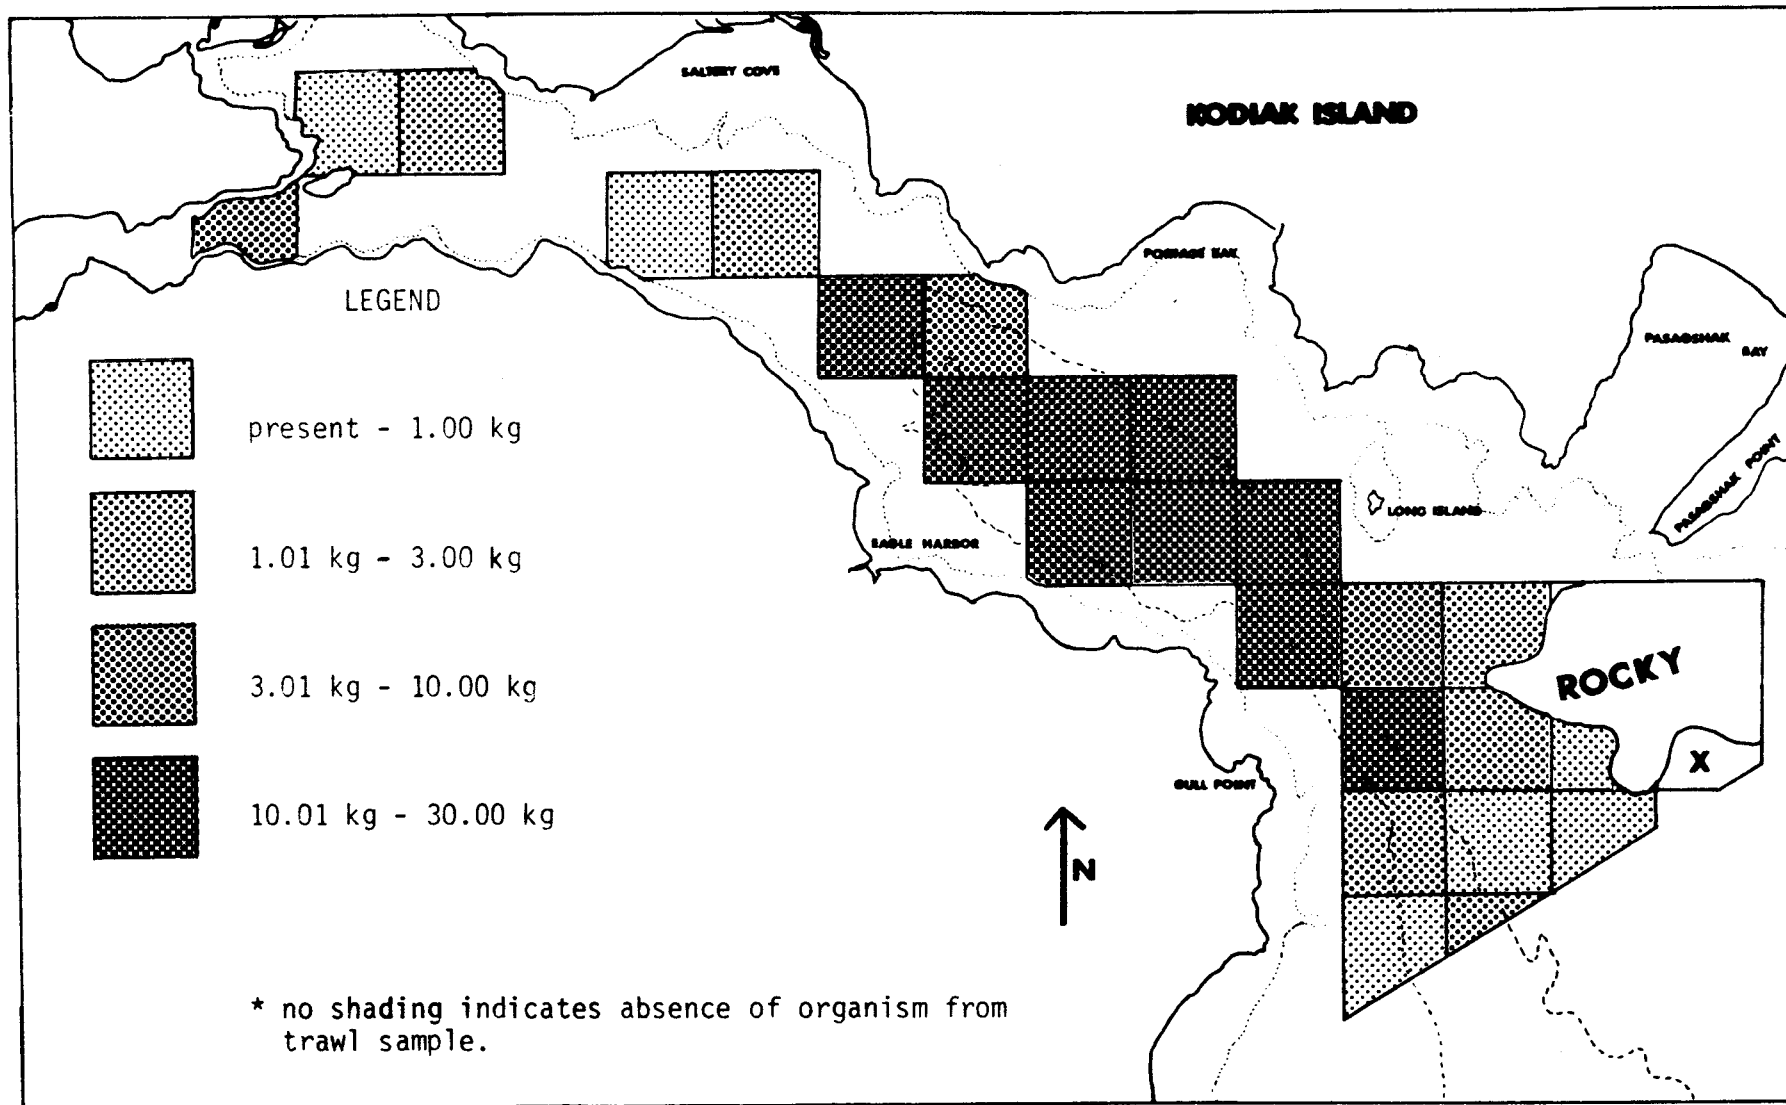 SALTERY COVE
KODIAK ISLAND
PORTAGE BAY
PASAGSHAK
BAY
PASAGSHAK POINT
LEGEND
present - 1.00 kg
1.01 kg - 3.00 kg
3.01 kg - 10.00 kg
10.01 kg - 30.00 kg
LONG ISLAND
EAGLE HARBOR
ROCKY
X
GULL POINT
N
* no shading indicates absence of organism from
trawl sample.